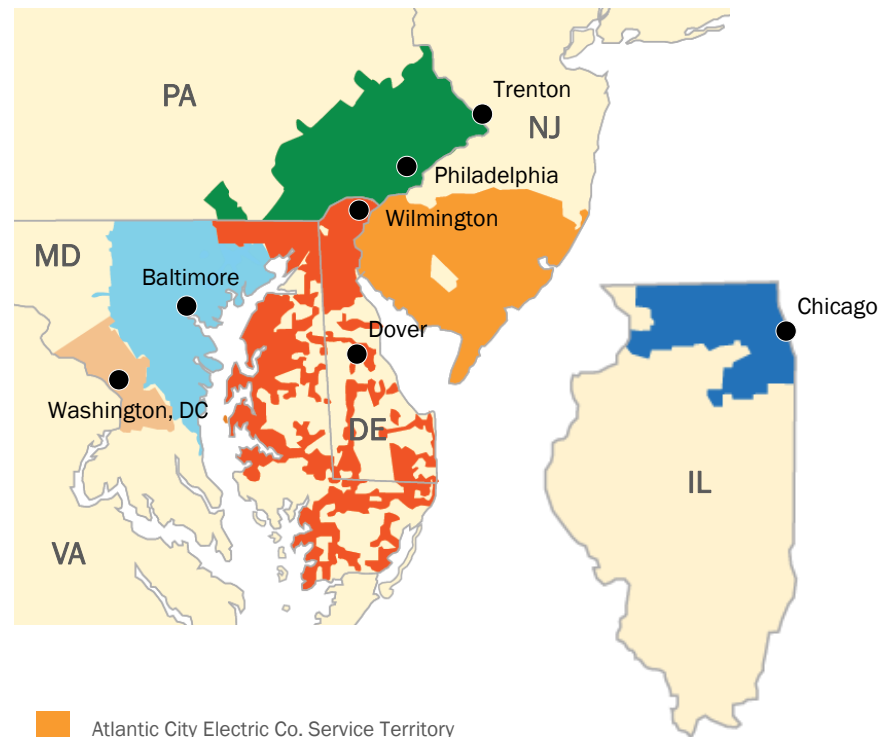 PA
Trenton
NJ
Philadelphia
Wilmington
MD
Baltimore
Chicago
Dover
Washington, DC
DE
IL
VA
Atlantic City Electric Co. Service Territory